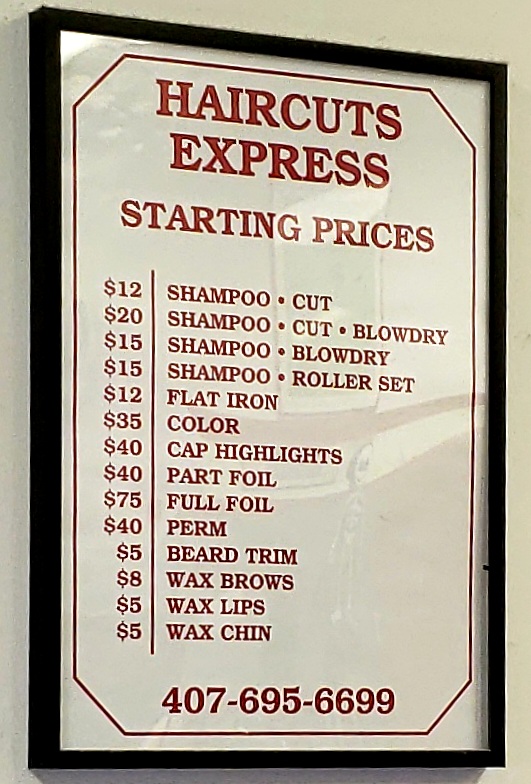 HAIRCUTS
EXPRESS
STARTING PRICES
$12 SHAMPOO • CUT
$20 SHAMPOO • CUT • BLOWDRY
$15 SHAMPOO • BLOWDRY
$15 SHAMPOO • ROLLER SET
$12 FLAT IRON
$35 COLOR
$40 CAP HIGHLIGHTS
$40 PART FOIL
$75 FULL FOIL
$40 PERM
$5 BEARD TRIM
$8 WAX BROWS
$5 WAX LIPS
$5 WAX CHIN
407-695-6699